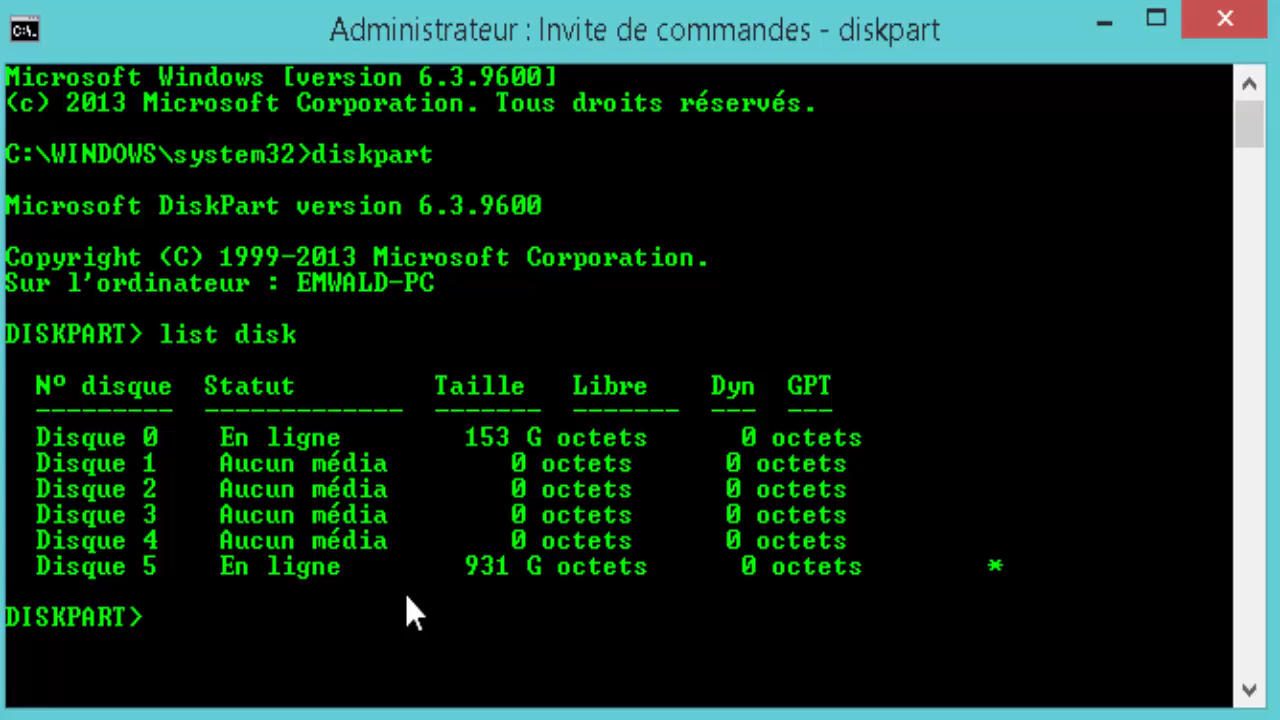 Administrateur : Invite de commandes - diskpart
Microsoft Windows [version 6.3.9600]
(c) 2013 Microsoft Corporation. Tous droits réservés.
C:\WINDOWS\system32>diskpart
Microsoft DiskPart version 6.3.9600
Copyright (C) 1999-2013 Microsoft Corporation.
Sur l'ordinateur : EMWALD-PC
DISKPART> list disk
Nº disque  Statut         Taille   Libre    Dyn  GPT
---------  -------------  -------  -------  ---  ---
Disque 0    En ligne        153 G octets      0 octets
Disque 1    Aucun média        0 octets      0 octets
Disque 2    Aucun média        0 octets      0 octets
Disque 3    Aucun média        0 octets      0 octets
Disque 4    Aucun média        0 octets      0 octets
Disque 5    En ligne        931 G octets      0 octets        *
DISKPART>